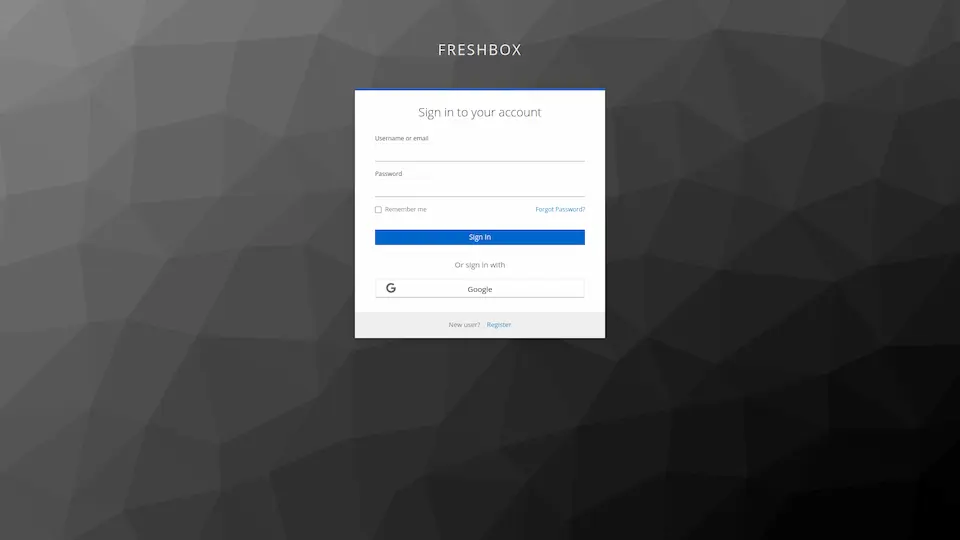 FRESHBOX
Sign in to your account
Username or email
Password
Remember me
Forgot Password?
Sign In
Or sign in with
Google
New user? Register